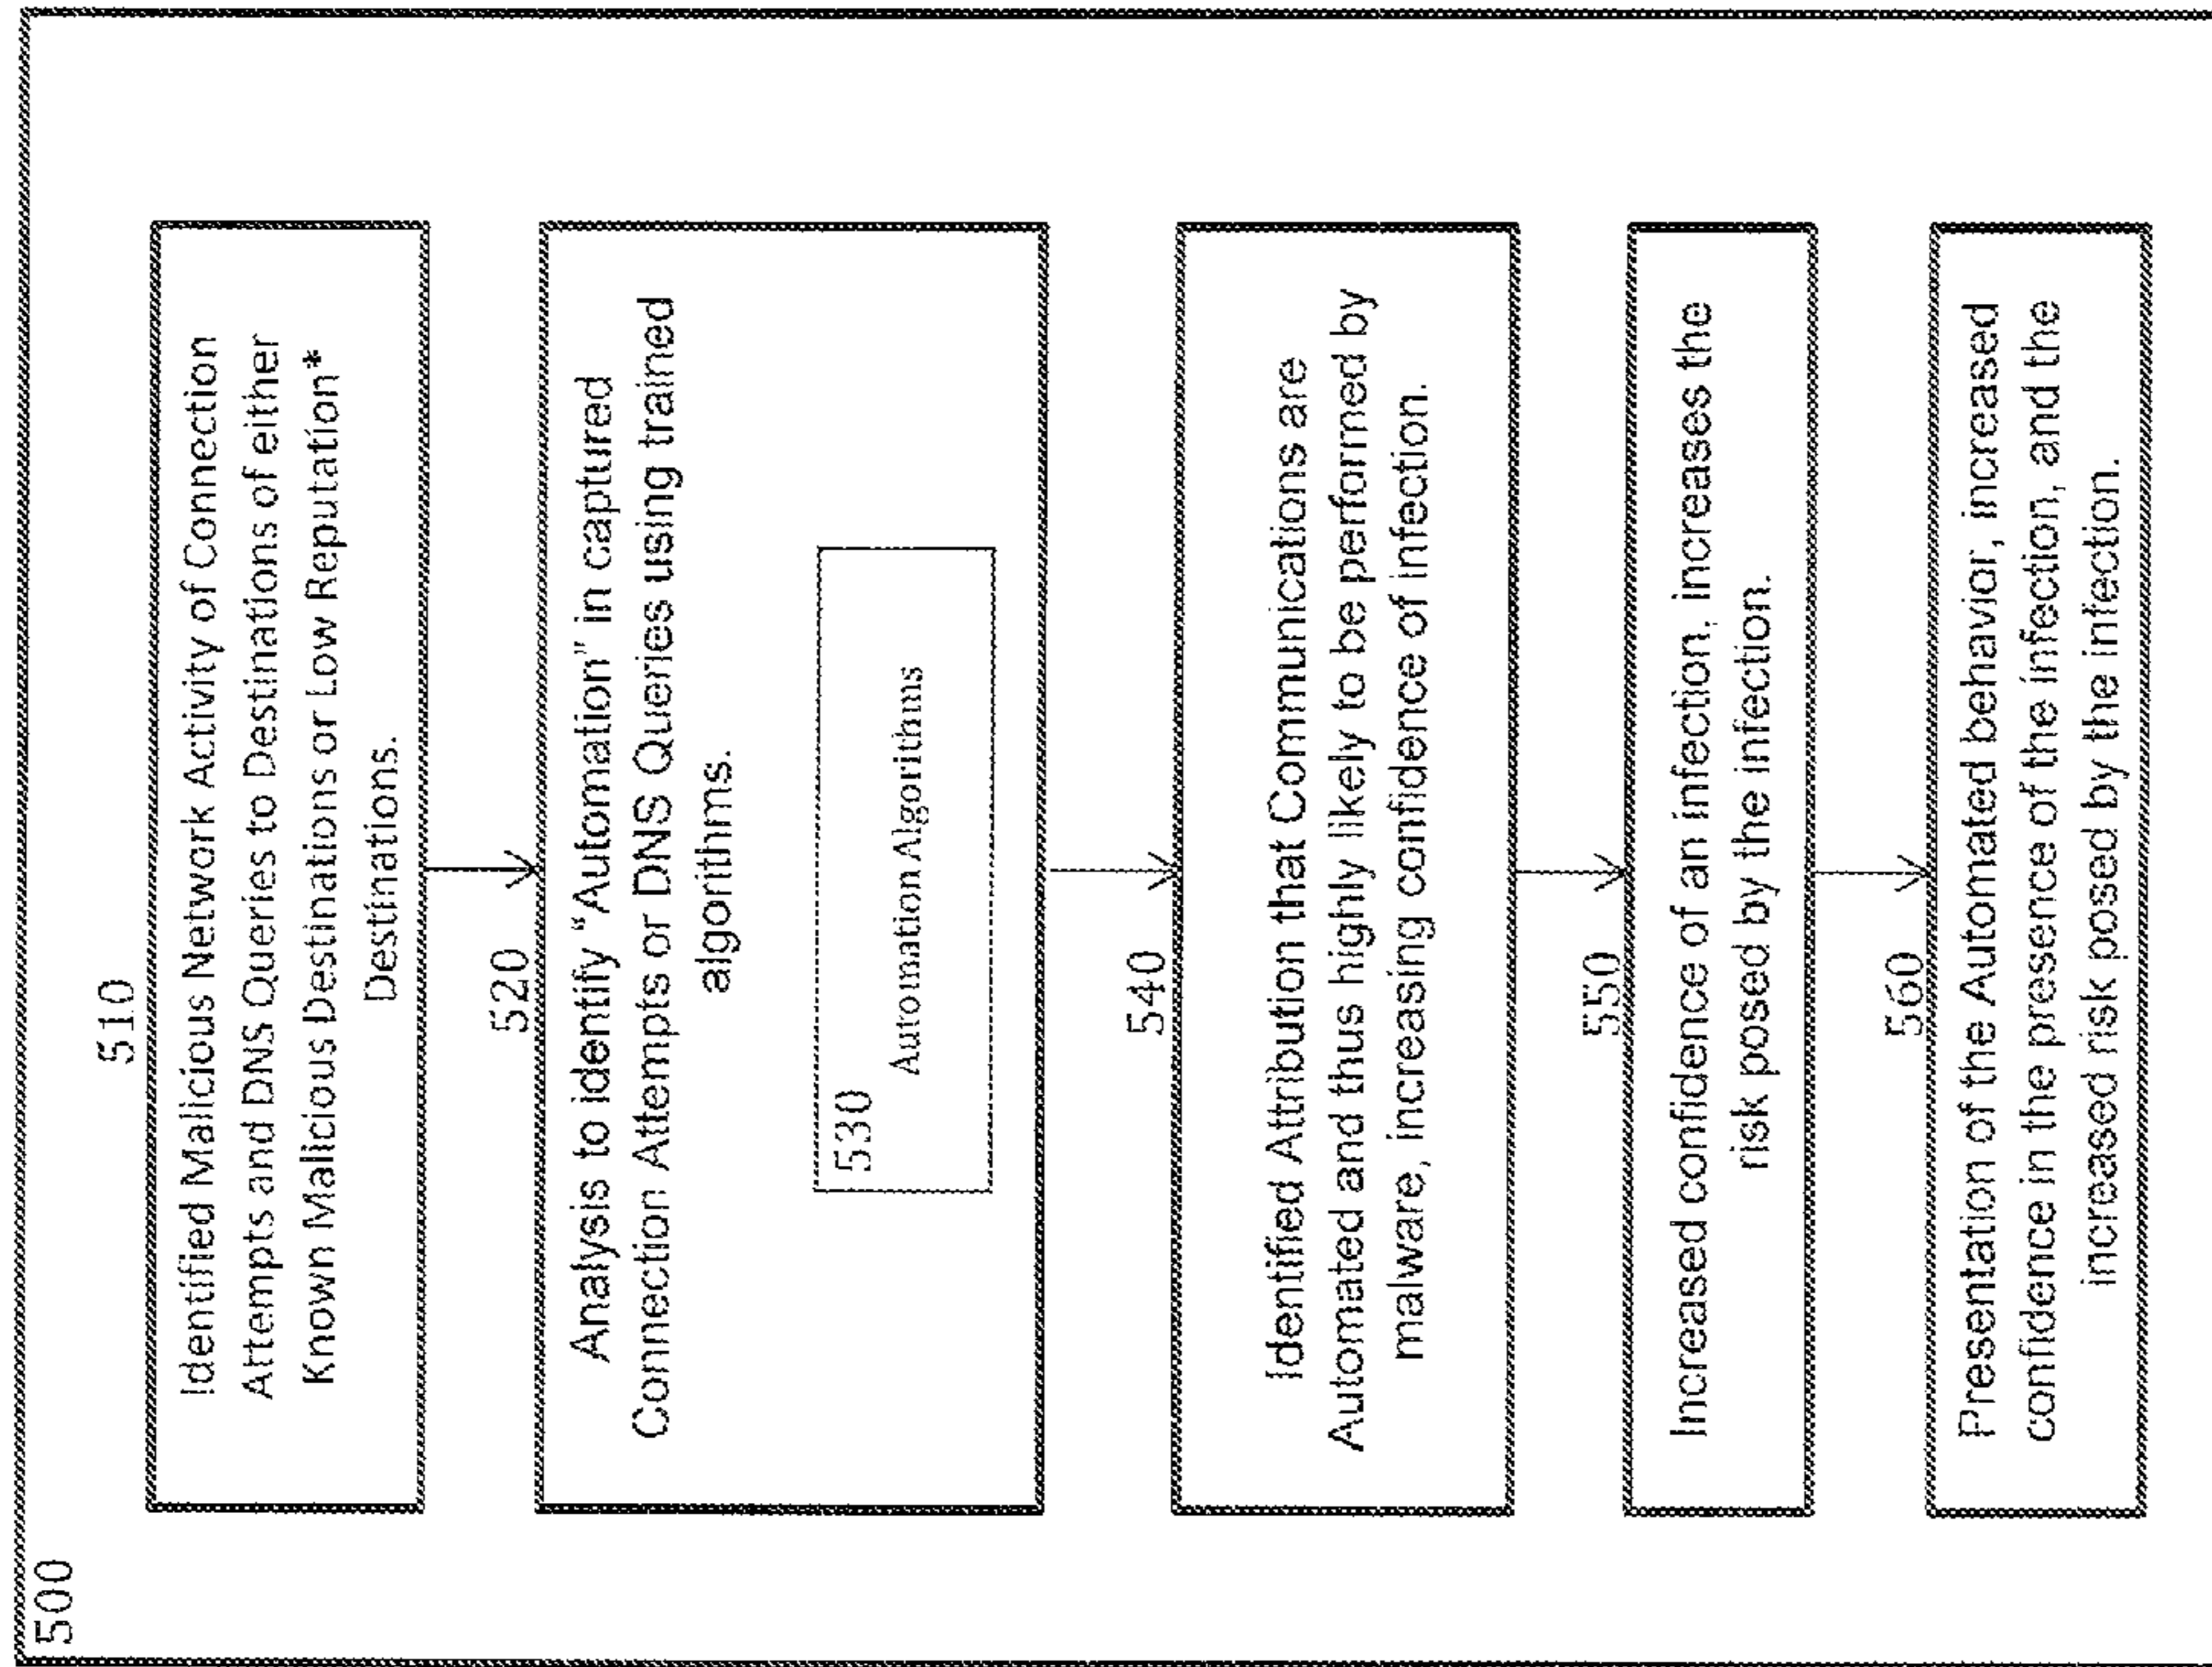 500
510
Identified Malicious Network Activity of Connection
Attempts and DNS Queries to Destinations of either
Known Malicious Destinations or Low Reputation*
Destinations.
520
Analysis to identify "Automation" in captured
Connection Attempts or DNS Queries using trained
algorithms.
530
Automation Algorithms
540
Identified Attribution that Communications are
Automated and thus highly likely to be performed by
malware, increasing confidence of infection.
550
Increased confidence of an infection, increases the
risk posed by the infection.
560
Presentation of the Automated behavior, increased
confidence in the presence of the infection, and the
increased risk posed by the infection.